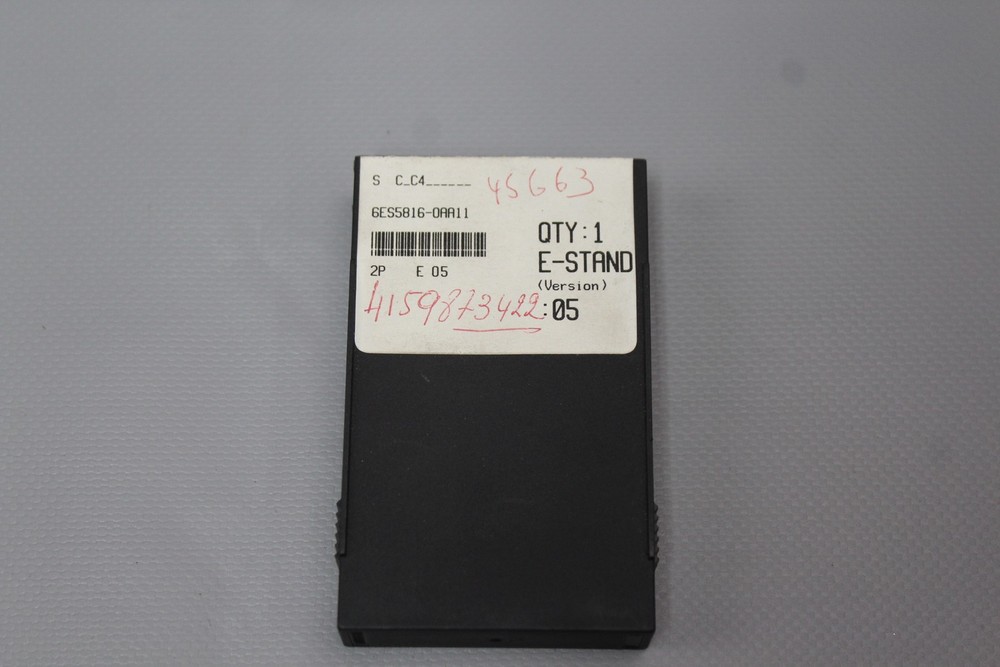 S C_C4______ 45663
6ES5816-0AA11
QTY:1
E-STAND
2P E 05
(Version)
4159873422 :05